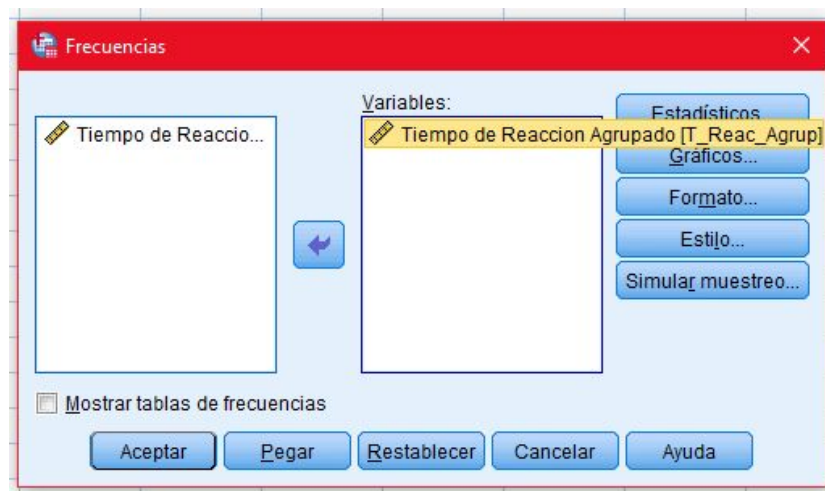 Frecuencias
Variables:
Tiempo de Reaccio...
Tiempo de Reaccion Agrupado [T_Reac_Agrup]
Estadísticos
Gráficos...
Formato...
Estilo...
Simular muestreo...
Mostrar tablas de frecuencias
Aceptar
Pegar
Restablecer
Cancelar
Ayuda